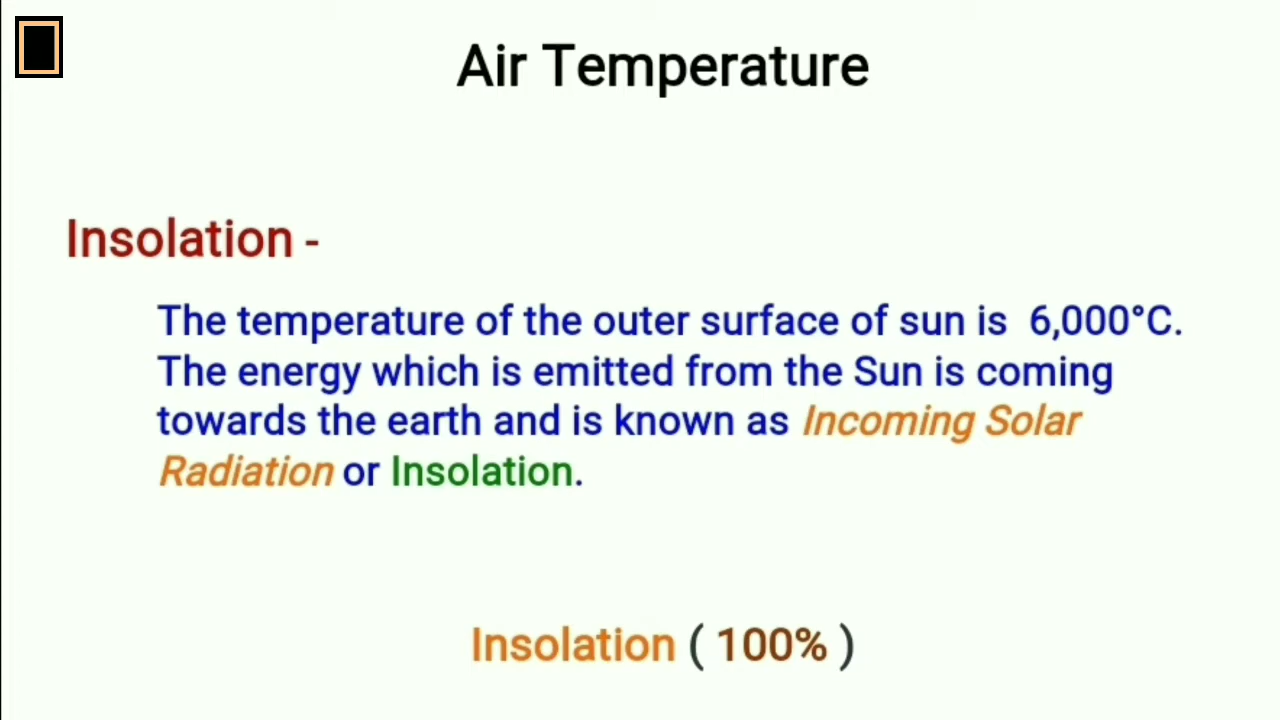 Air Temperature
Insolation -
The temperature of the outer surface of sun is 6,000°C.
The energy which is emitted from the Sun is coming
towards the earth and is known as Incoming Solar
Radiation or Insolation.
Insolation ( 100% )